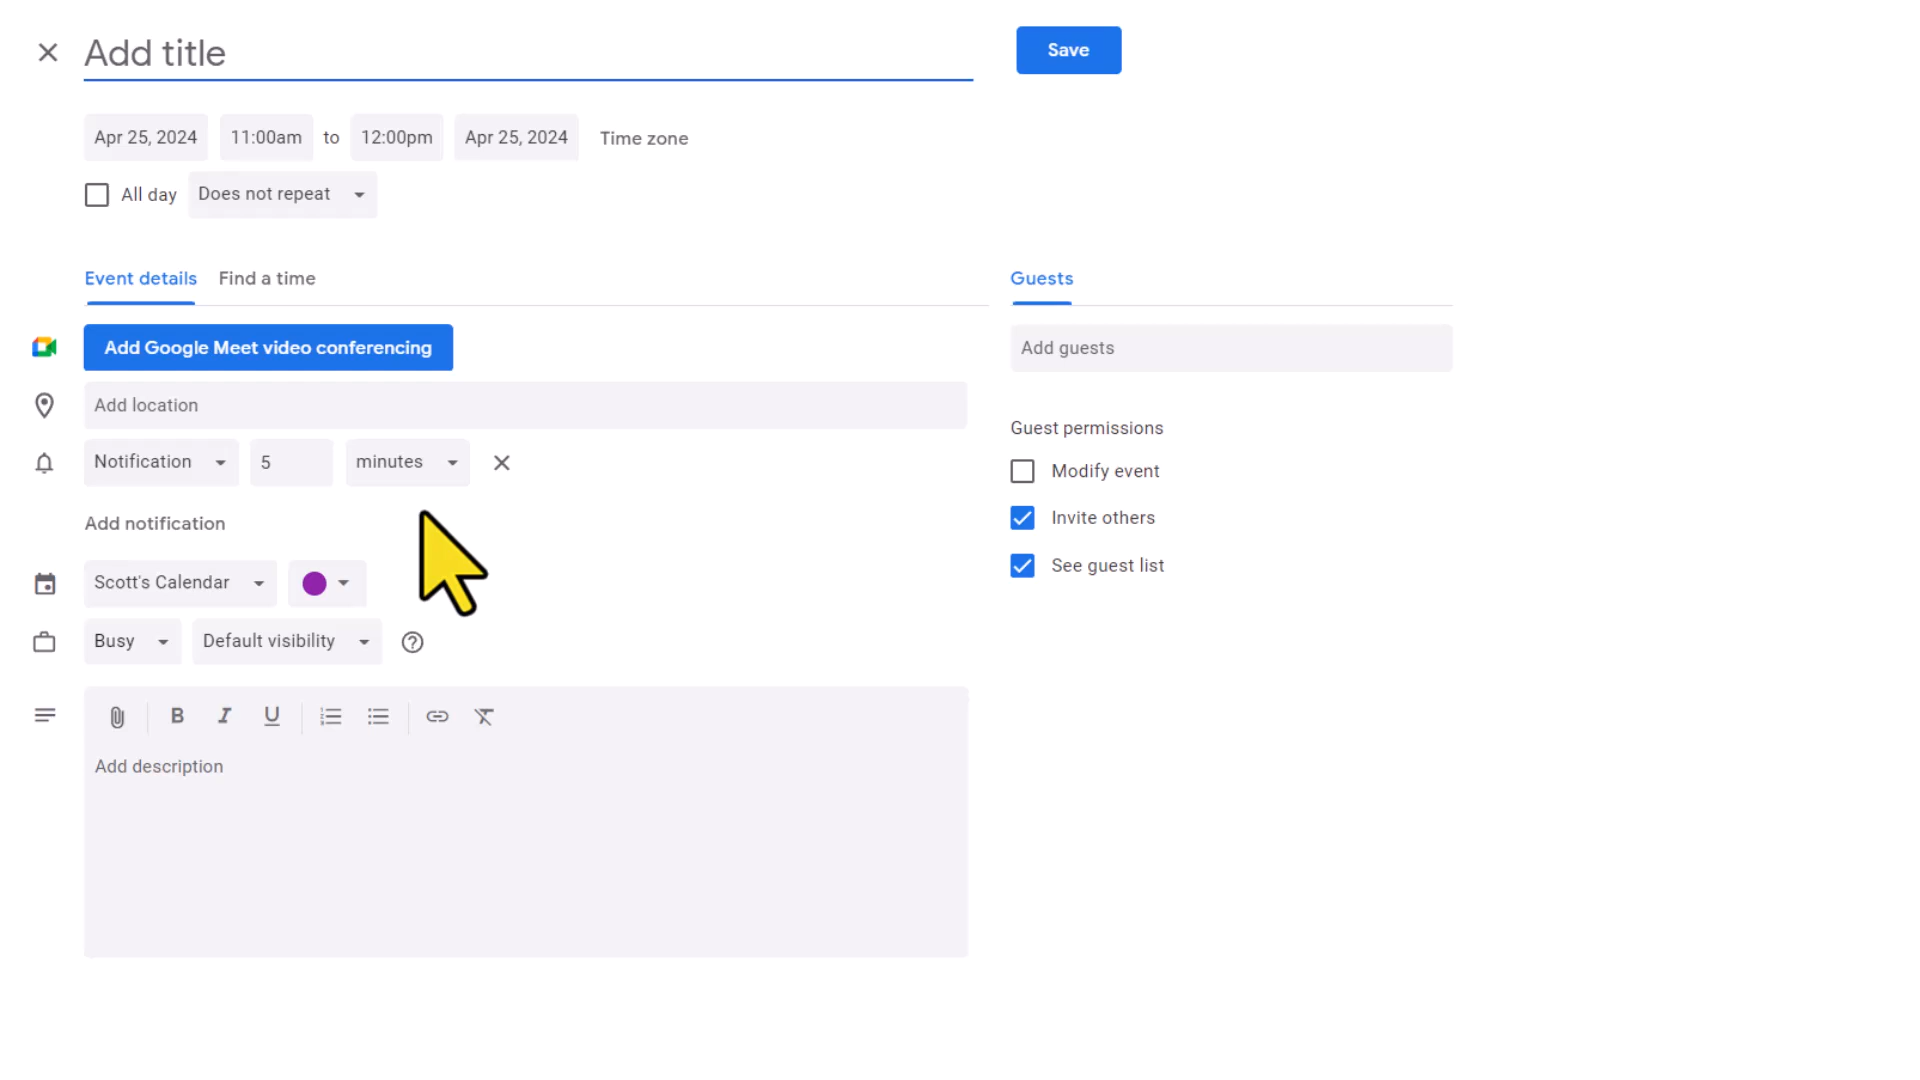 Add title
Save
Apr 25, 2024 11:00am to 12:00pm Apr 25, 2024 Time zone
All day Does not repeat
Event details Find a time
Guests
Add Google Meet video conferencing
Add guests
Add location
Guest permissions
Notification 5 minutes
Modify event
Add notification
Invite others
See guest list
Scott's Calendar
Busy Default visibility
B I U
Add description